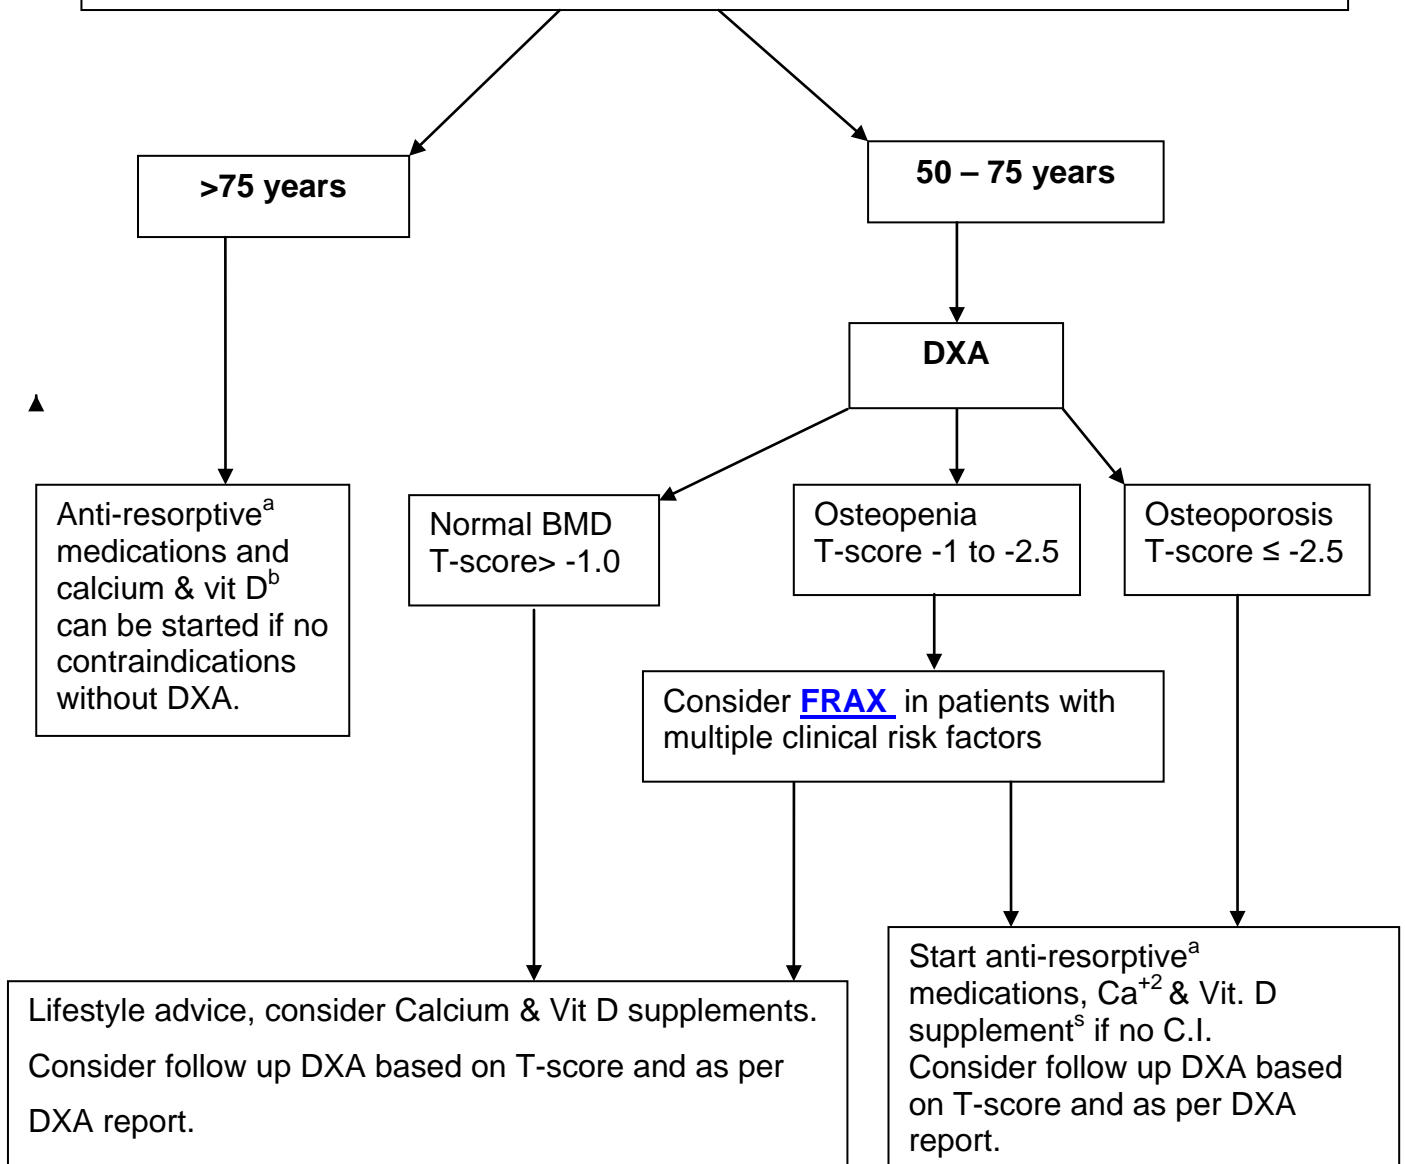 >75 years
50 – 75 years
DXA
Anti-resorptiveᵃ
medications and
calcium & vit Dᵇ
can be started if no
contraindications
without DXA.
Normal BMD
T-score> -1.0
Osteopenia
T-score -1 to -2.5
Osteoporosis
T-score ≤ -2.5
Consider FRAX in patients with
multiple clinical risk factors
Lifestyle advice, consider Calcium & Vit D supplements.
Consider follow up DXA based on T-score and as per
DXA report.
Start anti-resorptiveᵃ
medications, Ca⁺² & Vit. D
supplementˢ if no C.I.
Consider follow up DXA based
on T-score and as per DXA
report.